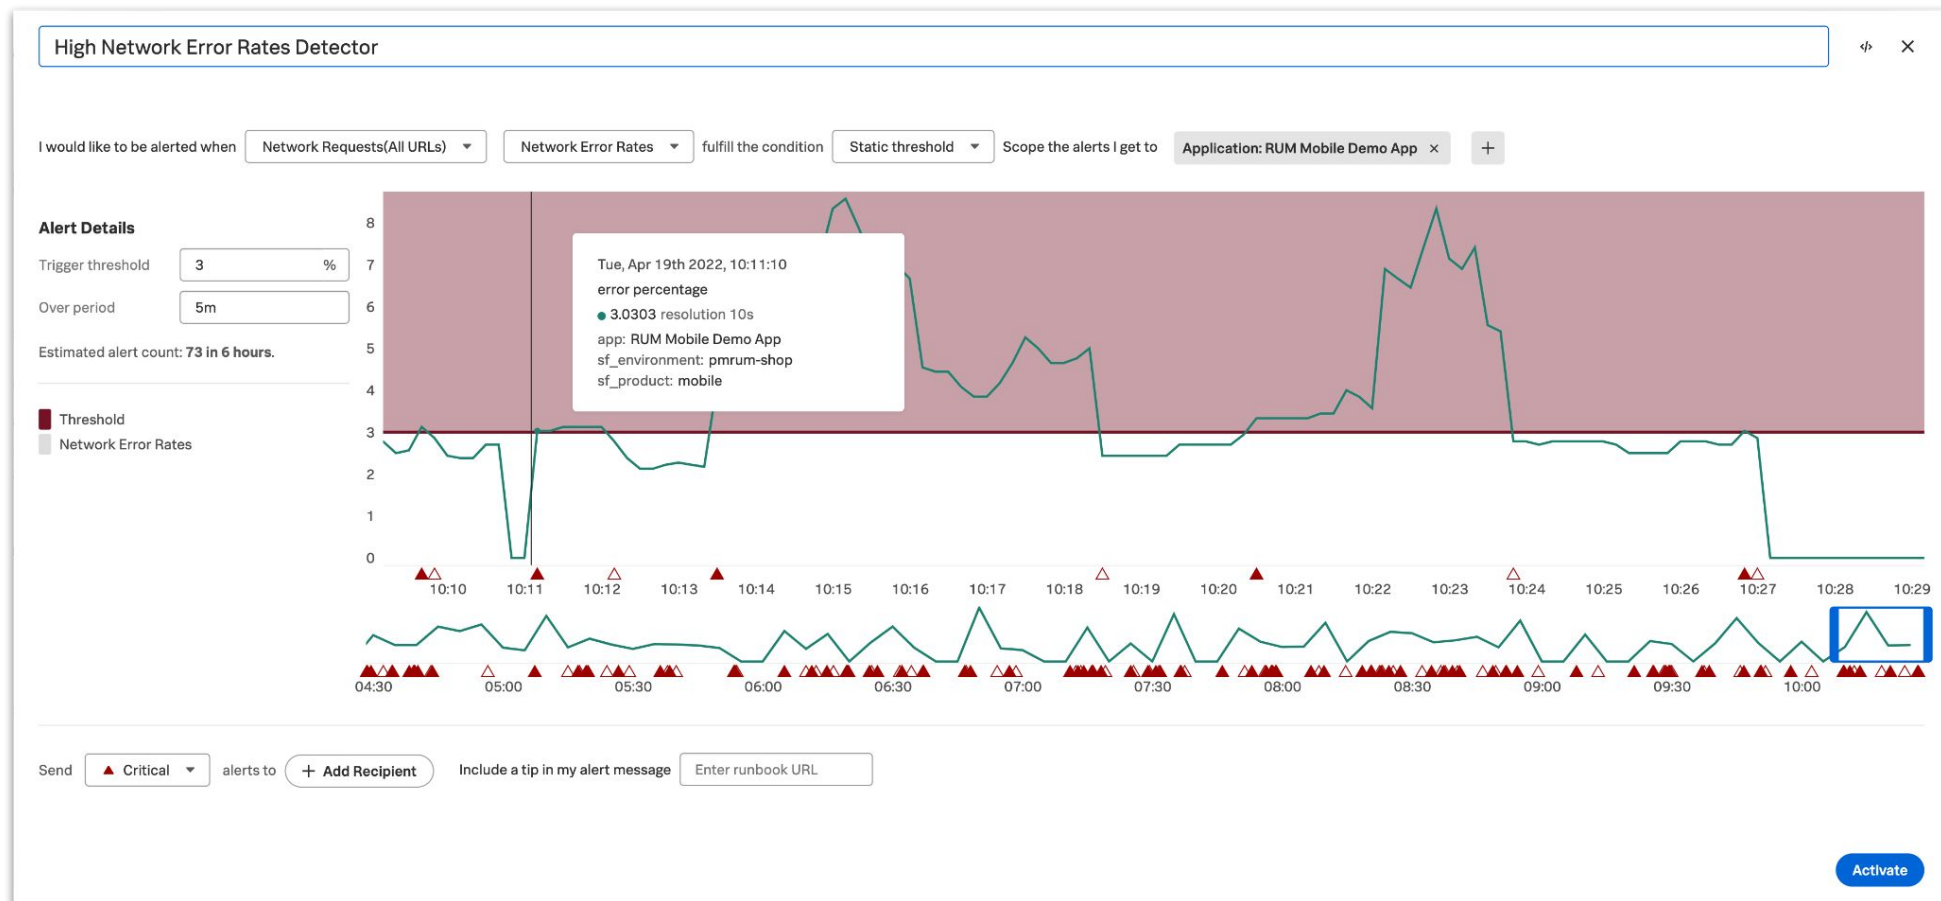 High Network Error Rates Detector
I would like to be alerted when Network Requests(All URLs) Network Error Rates fulfill the condition Static threshold Scope the alerts I get to Application: RUM Mobile Demo App
Alert Details
Trigger threshold 3 %
Over period 5m
Estimated alert count: 73 in 6 hours.
Threshold
Network Error Rates
8
7
6
5
4
3
2
1
0
Tue, Apr 19th 2022, 10:11:10
error percentage
3.0303 resolution 10s
app: RUM Mobile Demo App
sf_environment: pmrum-shop
sf_product: mobile
10:10 10:11 10:12 10:13 10:14 10:15 10:16 10:17 10:18 10:19 10:20 10:21 10:22 10:23 10:24 10:25 10:26 10:27 10:28 10:29
04:30 05:00 05:30 06:00 06:30 07:00 07:30 08:00 08:30 09:00 09:30 10:00
Send Critical alerts to + Add Recipient Include a tip in my alert message Enter runbook URL
Activate